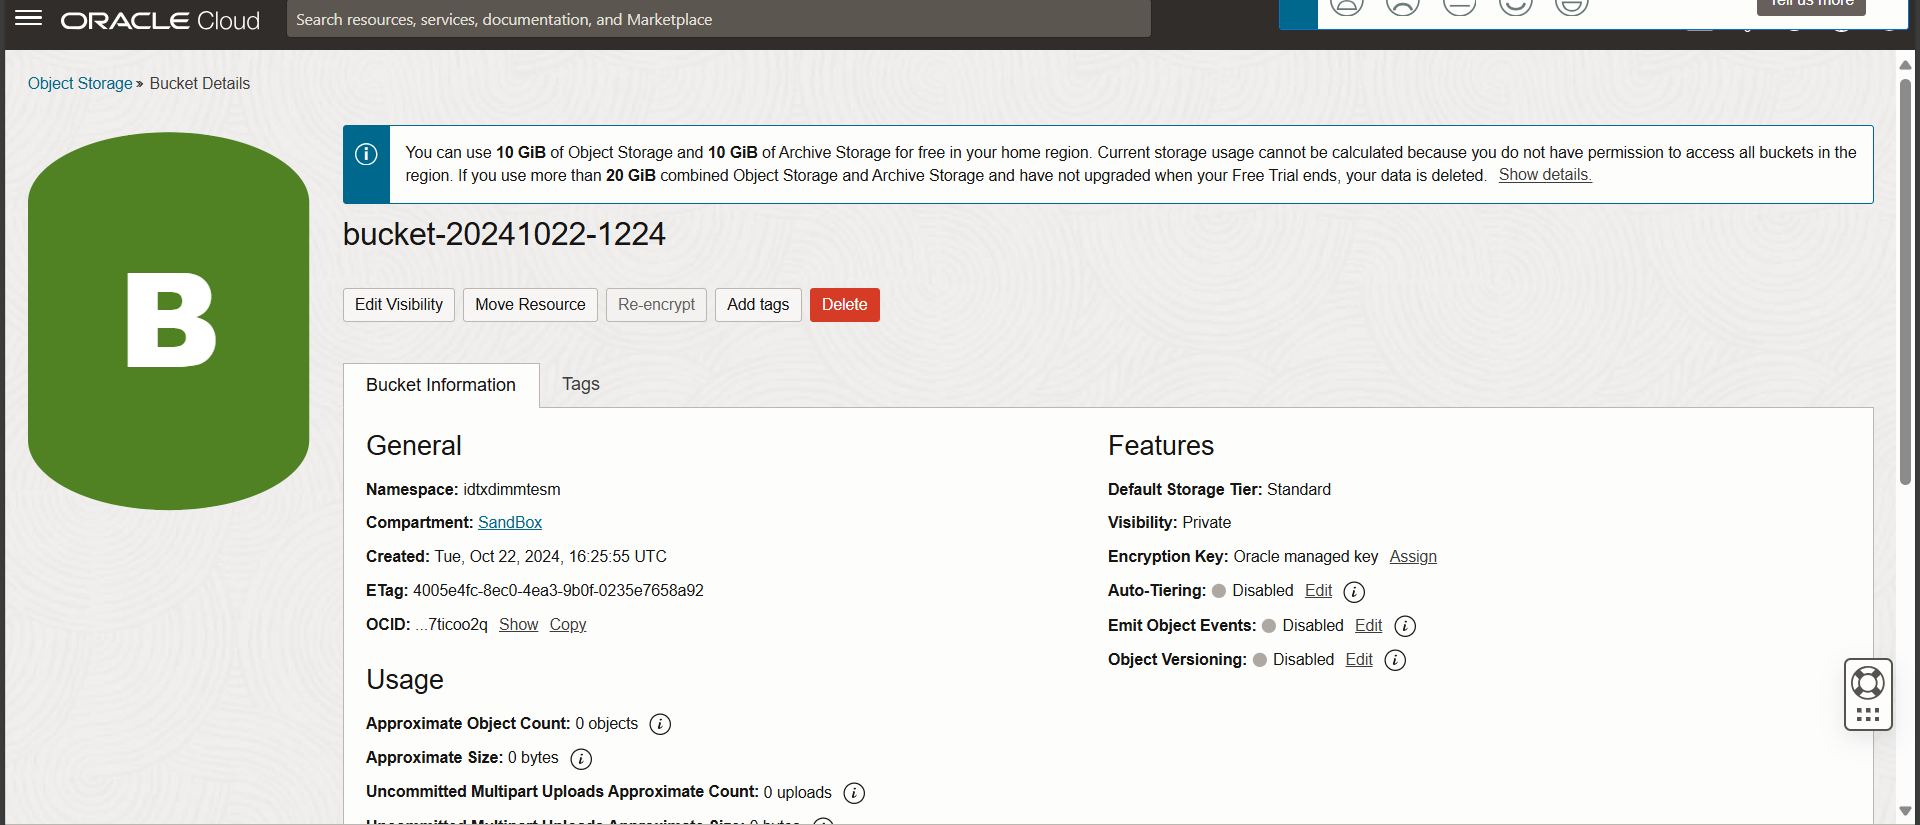 ORACLE Cloud
Search resources, services, documentation, and Marketplace
Tell us more
Object Storage » Bucket Details
You can use 10 GiB of Object Storage and 10 GiB of Archive Storage for free in your home region. Current storage usage cannot be calculated because you do not have permission to access all buckets in the
region. If you use more than 20 GiB combined Object Storage and Archive Storage and have not upgraded when your Free Trial ends, your data is deleted. Show details.
B
bucket-20241022-1224
Edit Visibility Move Resource Re-encrypt Add tags Delete
Bucket Information Tags
General
Namespace: idtxdimmtesm
Compartment: SandBox
Created: Tue, Oct 22, 2024, 16:25:55 UTC
ETag: 4005e4fc-8ec0-4ea3-9b0f-0235e7658a92
OCID: ...7ticoo2q Show Copy
Usage
Approximate Object Count: 0 objects
Approximate Size: 0 bytes
Uncommitted Multipart Uploads Approximate Count: 0 uploads
Uncommitted Multipart Uploads Approximate Size: 0 bytes
Features
Default Storage Tier: Standard
Visibility: Private
Encryption Key: Oracle managed key Assign
Auto-Tiering: Disabled Edit
Emit Object Events: Disabled Edit
Object Versioning: Disabled Edit